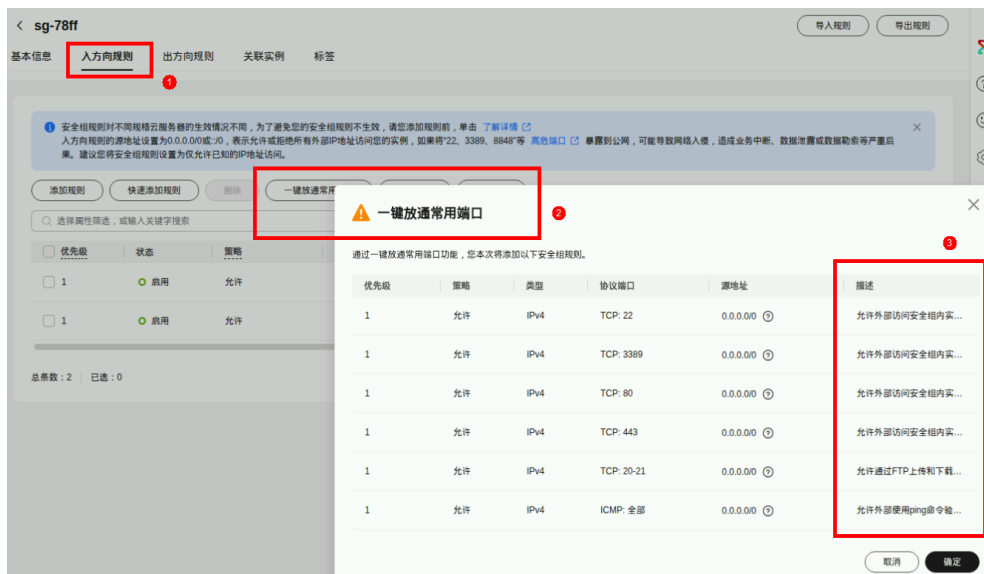 sg-78ff
导入规则
导出规则
基本信息
入方向规则
出方向规则
关联实例
标签
1
安全组规则对不同规格云服务器的生效情况不同，为了避免您的安全组规则不生效，请您添加规则前，单击 了解详情
入方向规则的源地址设置为0.0.0.0/0或::/0，表示允许或拒绝所有外部IP地址访问您的实例，如果将“22、3389、8848”等 高危端口 暴露到公网，可能导致网络入侵，造成业务中断、数据泄露或数据勒索等严重后
果。建议您将安全组规则设置为仅允许已知的IP地址访问。
添加规则
快速添加规则
删除
一键放通常用
选择属性筛选，或输入关键字搜索
优先级 状态 策略
1 启用 允许
1 启用 允许
总条数：2 已选：0
一键放通常用端口
2
3
通过一键放通常用端口功能，您本次将添加以下安全组规则。
优先级 策略 类型 协议端口 源地址 描述
1 允许 IPv4 TCP: 22 0.0.0.0/0 允许外部访问安全组内实...
1 允许 IPv4 TCP: 3389 0.0.0.0/0 允许外部访问安全组内实...
1 允许 IPv4 TCP: 80 0.0.0.0/0 允许外部访问安全组内实...
1 允许 IPv4 TCP: 443 0.0.0.0/0 允许外部访问安全组内实...
1 允许 IPv4 TCP: 20-21 0.0.0.0/0 允许通过FTP上传和下载...
1 允许 IPv4 ICMP: 全部 0.0.0.0/0 允许外部使用ping命令验...
取消
确定